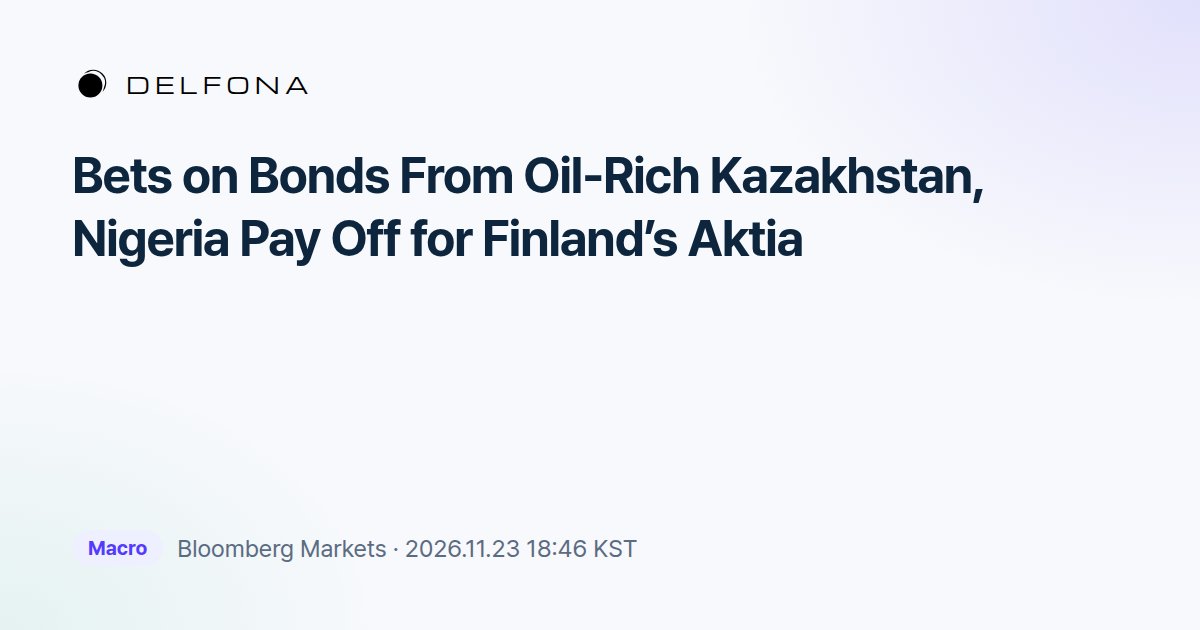 DELFONA
Bets on Bonds From Oil-Rich Kazakhstan,
Nigeria Pay Off for Finland’s Aktia
Macro Bloomberg Markets · 2026.11.23 18:46 KST